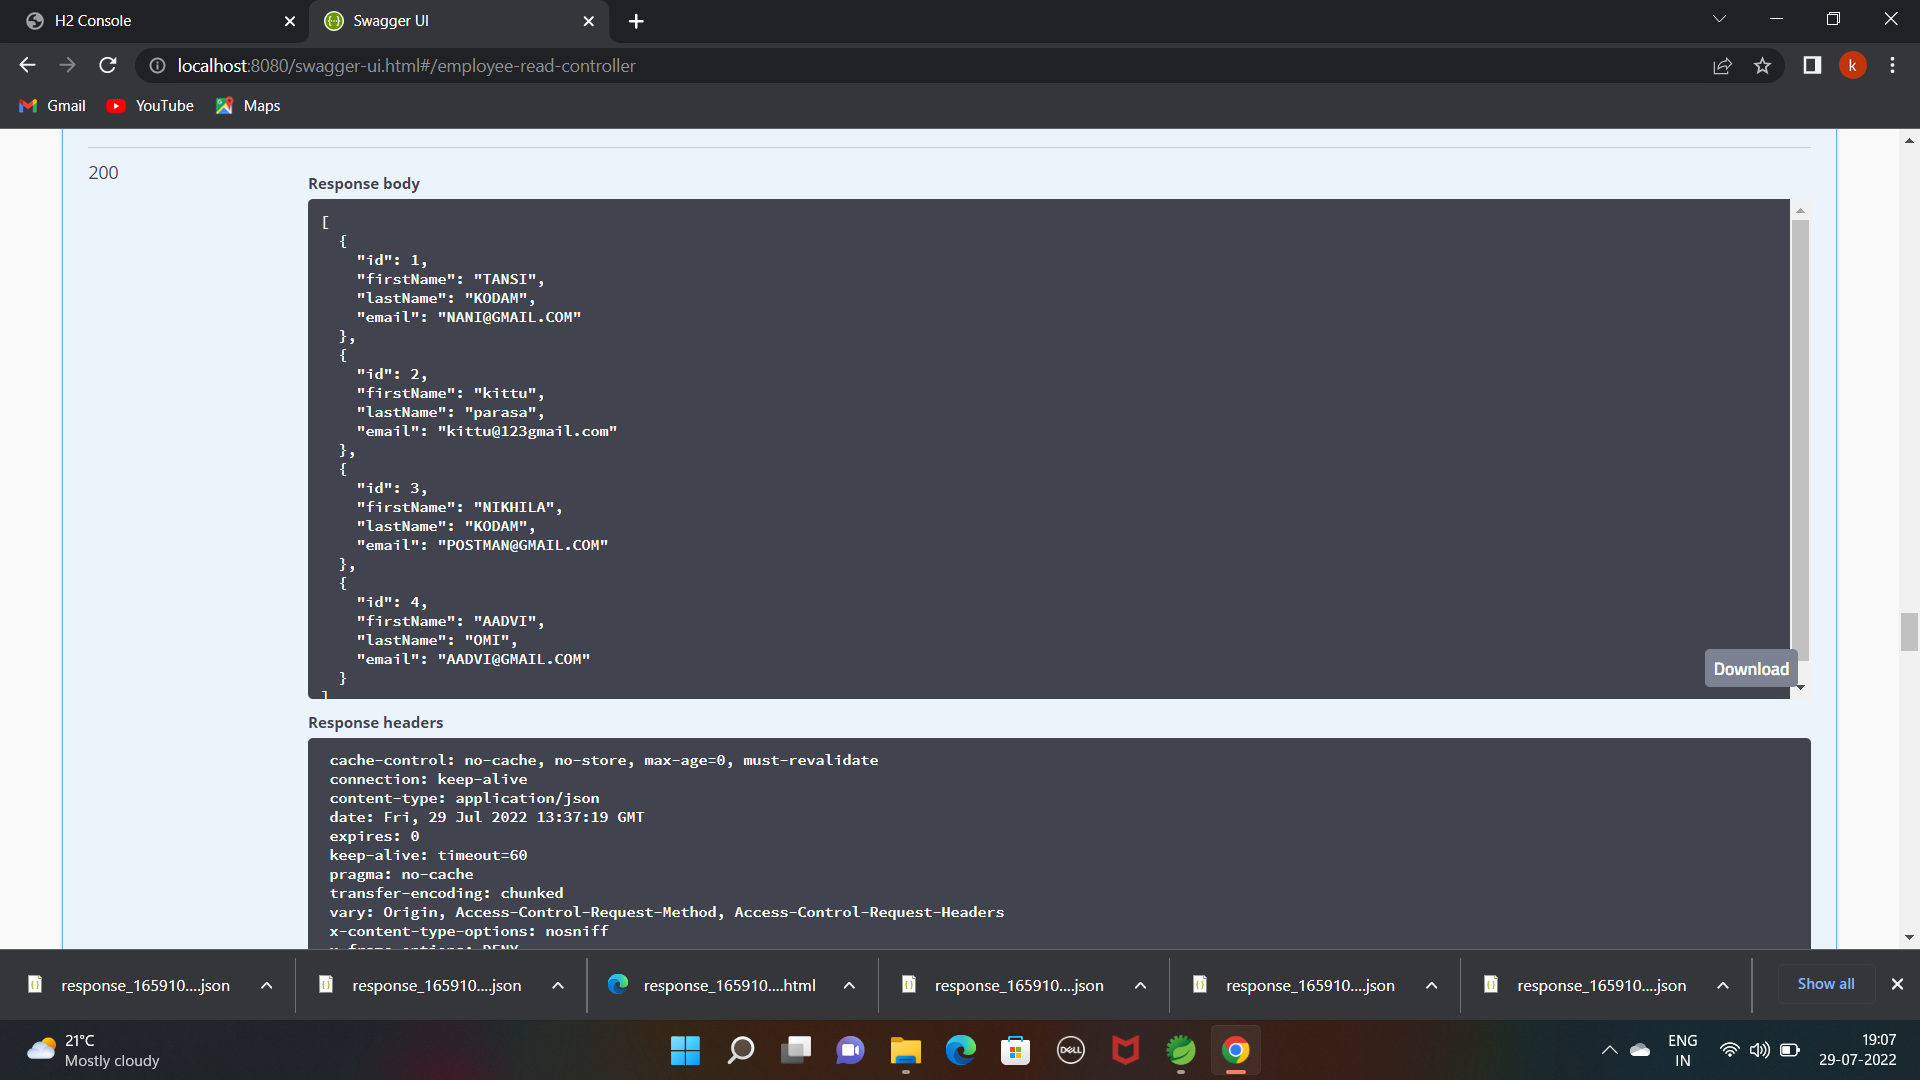 H2 Console
Swagger UI
localhost:8080/swagger-ui.html#/employee-read-controller
k
Gmail
YouTube
Maps
200
Response body
[
{
"id": 1,
"firstName": "TANSI",
"lastName": "KODAM",
"email": "NANI@GMAIL.COM"
},
{
"id": 2,
"firstName": "kittu",
"lastName": "parasa",
"email": "kittu@123gmail.com"
},
{
"id": 3,
"firstName": "NIKHILA",
"lastName": "KODAM",
"email": "POSTMAN@GMAIL.COM"
},
{
"id": 4,
"firstName": "AADVI",
"lastName": "OMI",
"email": "AADVI@GMAIL.COM"
}
]
Download
Response headers
cache-control: no-cache, no-store, max-age=0, must-revalidate
connection: keep-alive
content-type: application/json
date: Fri, 29 Jul 2022 13:37:19 GMT
expires: 0
keep-alive: timeout=60
pragma: no-cache
transfer-encoding: chunked
vary: Origin, Access-Control-Request-Method, Access-Control-Request-Headers
x-content-type-options: nosniff
x-frame-options: DENY
response_165910....json
response_165910....json
response_165910....html
response_165910....json
response_165910....json
response_165910....json
Show all
21°C
Mostly cloudy
DELL
ENG
IN
19:07
29-07-2022